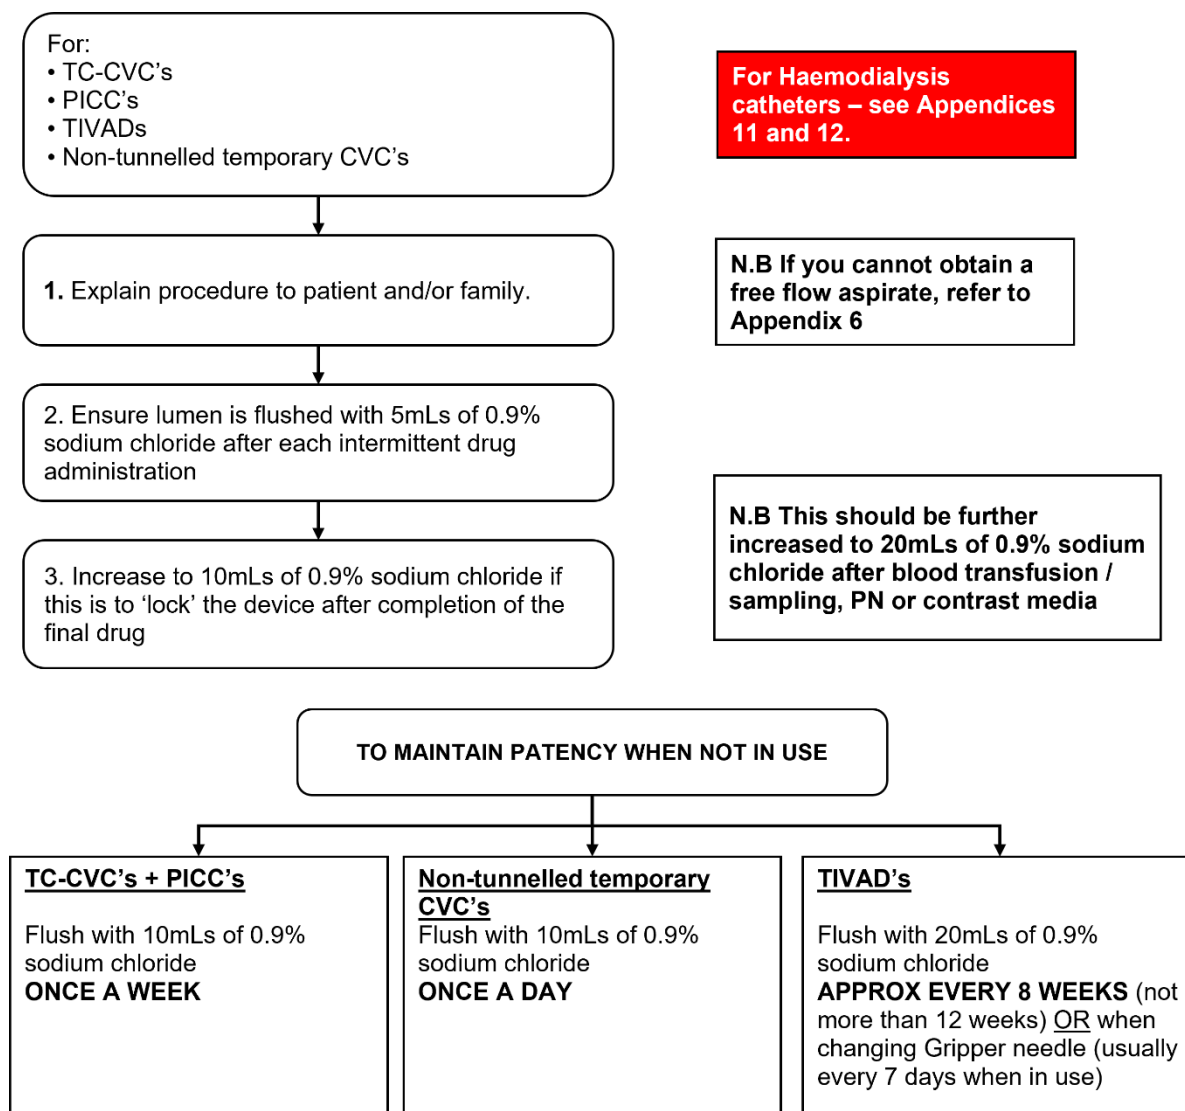 For:
• TC-CVC’s
• PICC’s
• TIVADs
• Non-tunnelled temporary CVC’s
For Haemodialysis
catheters – see Appendices
11 and 12.
1. Explain procedure to patient and/or family.
N.B If you cannot obtain a
free flow aspirate, refer to
Appendix 6
2. Ensure lumen is flushed with 5mLs of 0.9%
sodium chloride after each intermittent drug
administration
3. Increase to 10mLs of 0.9% sodium chloride if
this is to ‘lock’ the device after completion of the
final drug
N.B This should be further
increased to 20mLs of 0.9% sodium
chloride after blood transfusion /
sampling, PN or contrast media
TO MAINTAIN PATENCY WHEN NOT IN USE
TC-CVC’s + PICC’s
Flush with 10mLs of 0.9%
sodium chloride
ONCE A WEEK
Non-tunnelled temporary
CVC’s
Flush with 10mLs of 0.9%
sodium chloride
ONCE A DAY
TIVAD’s
Flush with 20mLs of 0.9%
sodium chloride
APPROX EVERY 8 WEEKS (not
more than 12 weeks) OR when
changing Gripper needle (usually
every 7 days when in use)